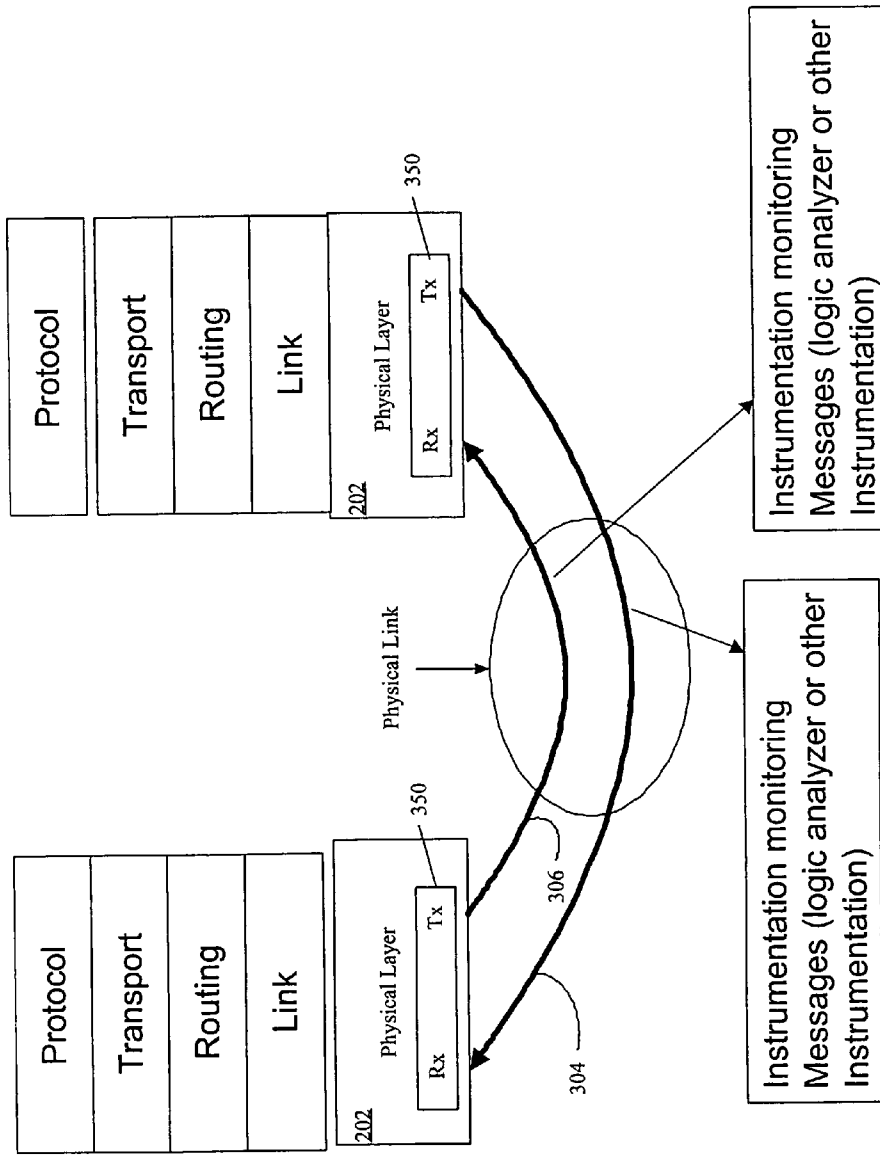 Protocol
Transport
Routing
Link
Physical Layer
202
Rx
Tx
350
Protocol
Transport
Routing
Link
Physical Layer
202
Rx
Tx
350
Physical Link
306
304
Instrumentation monitoring
Messages (logic analyzer or other
Instrumentation)
Instrumentation monitoring
Messages (logic analyzer or other
Instrumentation)